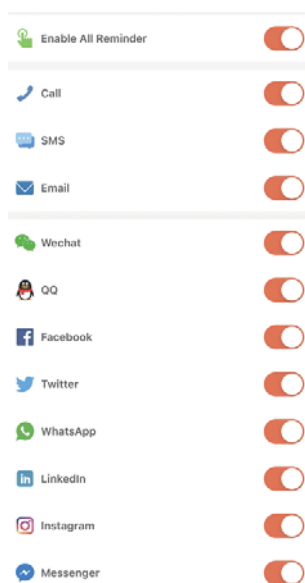 Enable All Reminder
Call
SMS
Email
Wechat
QQ
Facebook
Twitter
WhatsApp
LinkedIn
Instagram
Messenger